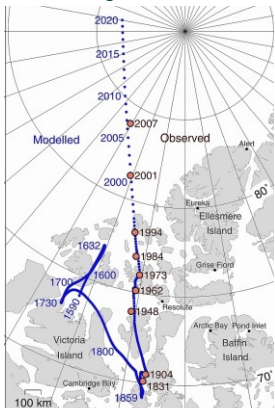 2020
2015
2010
2007
2005
Modelled
Observed
Alert
2001
2000
80°
Eureka
Ellesmere
Island
1994
1632
1984
Grise Fiord
1973
1600
1700
1962
1730
1590
Resolute
1948
Arctic Bay
Pond Inlet
Victoria
Island
1800
Baffin
Island
70°
1904
1831
Cambridge Bay
1859
100 km